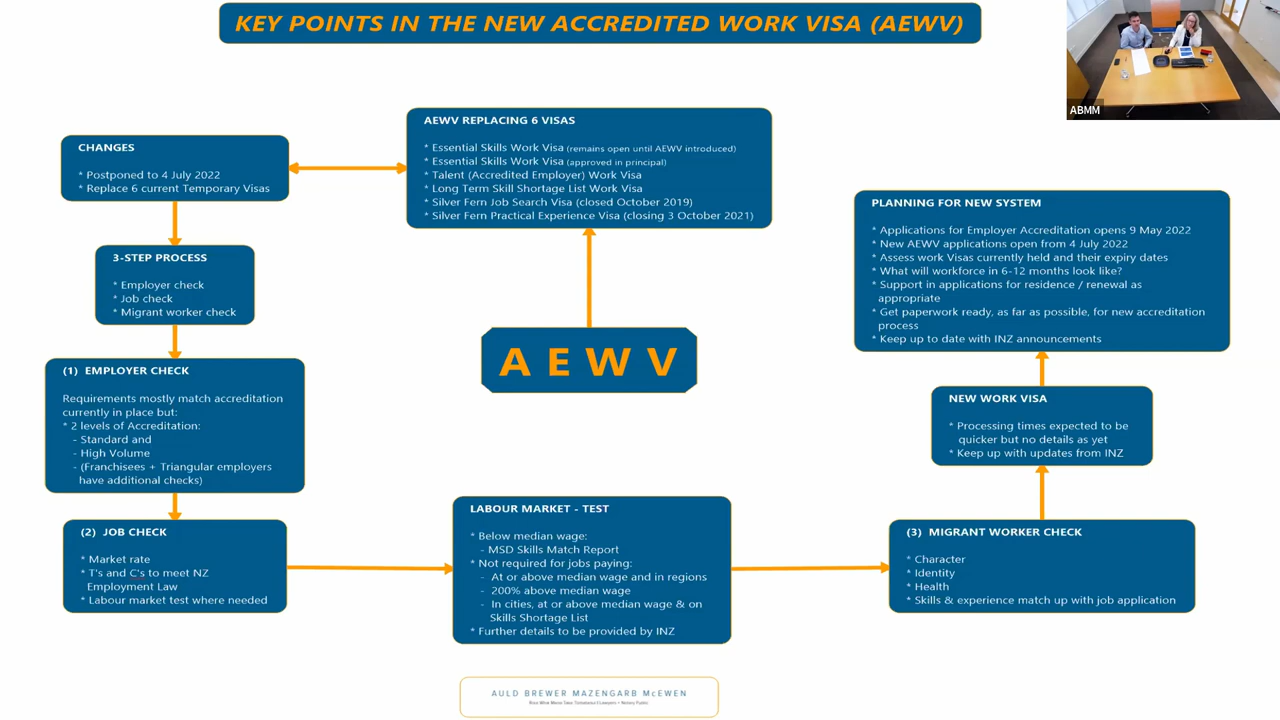 KEY POINTS IN THE NEW ACCREDITED WORK VISA (AEWV)
ABMM
AEWV REPLACING 6 VISAS
* Essential Skills Work Visa (remains open until AEWV introduced)
* Essential Skills Work Visa (approved in principal)
* Talent (Accredited Employer) Work Visa
* Long Term Skill Shortage List Work Visa
* Silver Fern Job Search Visa (closed October 2019)
* Silver Fern Practical Experience Visa (closing 3 October 2021)
CHANGES
* Postponed to 4 July 2022
* Replace 6 current Temporary Visas
3-STEP PROCESS
* Employer check
* Job check
* Migrant worker check
(1) EMPLOYER CHECK
Requirements mostly match accreditation
currently in place but:
* 2 levels of Accreditation:
- Standard and
- High Volume
- (Franchisees + Triangular employers
have additional checks)
(2) JOB CHECK
* Market rate
* T's and C's to meet NZ
Employment Law
* Labour market test where needed
A E W V
LABOUR MARKET - TEST
* Below median wage:
- MSD Skills Match Report
* Not required for jobs paying:
- At or above median wage and in regions
- 200% above median wage
- In cities, at or above median wage & on
Skills Shortage List
* Further details to be provided by INZ
(3) MIGRANT WORKER CHECK
* Character
* Identity
* Health
* Skills & experience match up with job application
NEW WORK VISA
* Processing times expected to be
quicker but no details as yet
* Keep up with updates from INZ
PLANNING FOR NEW SYSTEM
* Applications for Employer Accreditation opens 9 May 2022
* New AEWV applications open from 4 July 2022
* Assess work Visas currently held and their expiry dates
* What will workforce in 6-12 months look like?
* Support in applications for residence / renewal as
appropriate
* Get paperwork ready, as far as possible, for new accreditation
process
* Keep up to date with INZ announcements
AULD BREWER MAZENGARB McEWEN